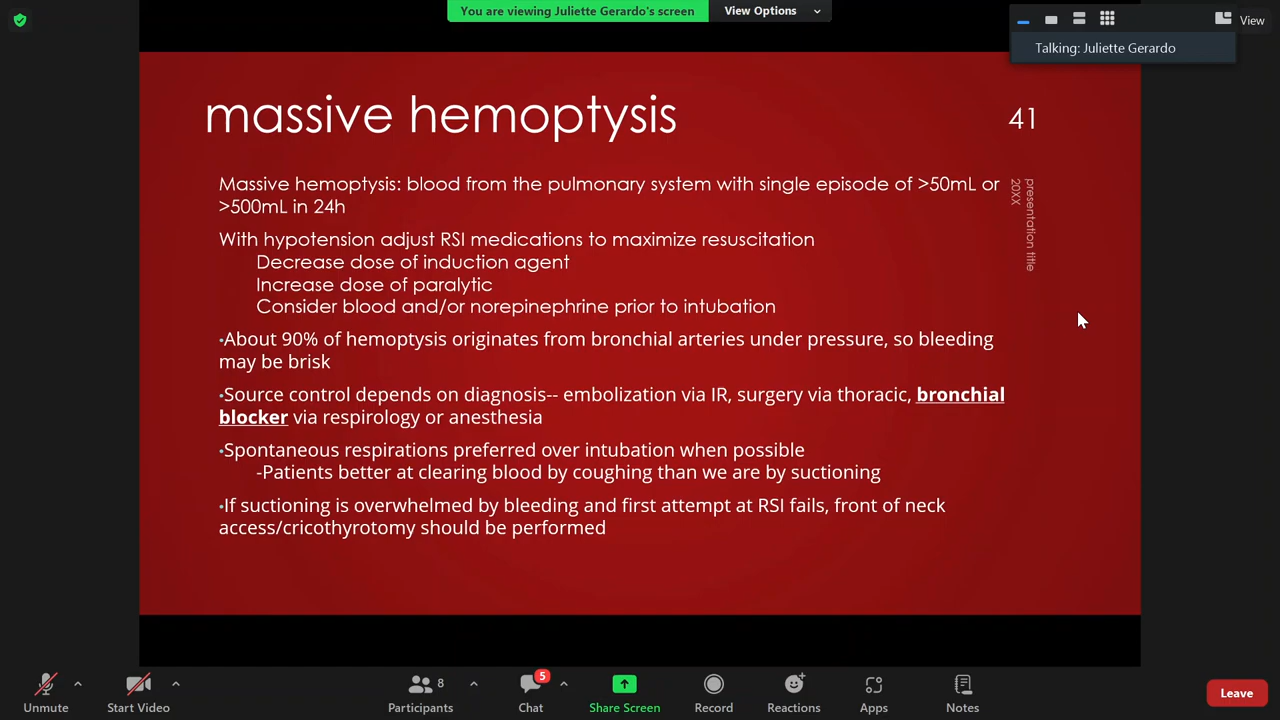 You are viewing Juliette Gerardo's screen
View Options
View
Talking: Juliette Gerardo
massive hemoptysis
41
presentation title
20XX
Massive hemoptysis: blood from the pulmonary system with single episode of >50mL or
>500mL in 24h
With hypotension adjust RSI medications to maximize resuscitation
Decrease dose of induction agent
Increase dose of paralytic
Consider blood and/or norepinephrine prior to intubation
•About 90% of hemoptysis originates from bronchial arteries under pressure, so bleeding
may be brisk
•Source control depends on diagnosis-- embolization via IR, surgery via thoracic, bronchial
blocker via respirology or anesthesia
•Spontaneous respirations preferred over intubation when possible
-Patients better at clearing blood by coughing than we are by suctioning
•If suctioning is overwhelmed by bleeding and first attempt at RSI fails, front of neck
access/cricothyrotomy should be performed
Unmute
Start Video
8
Participants
5
Chat
Share Screen
Record
Reactions
Apps
Notes
Leave